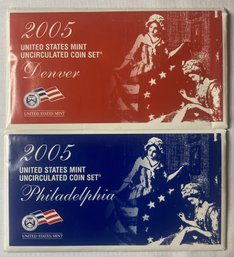 2005
UNITED STATES MINT
UNCIRCULATED COIN SET®
Denver
UNITED STATES MINT
2005
UNITED STATES MINT
UNCIRCULATED COIN SET®
Philadelphia
UNITED STATES MINT